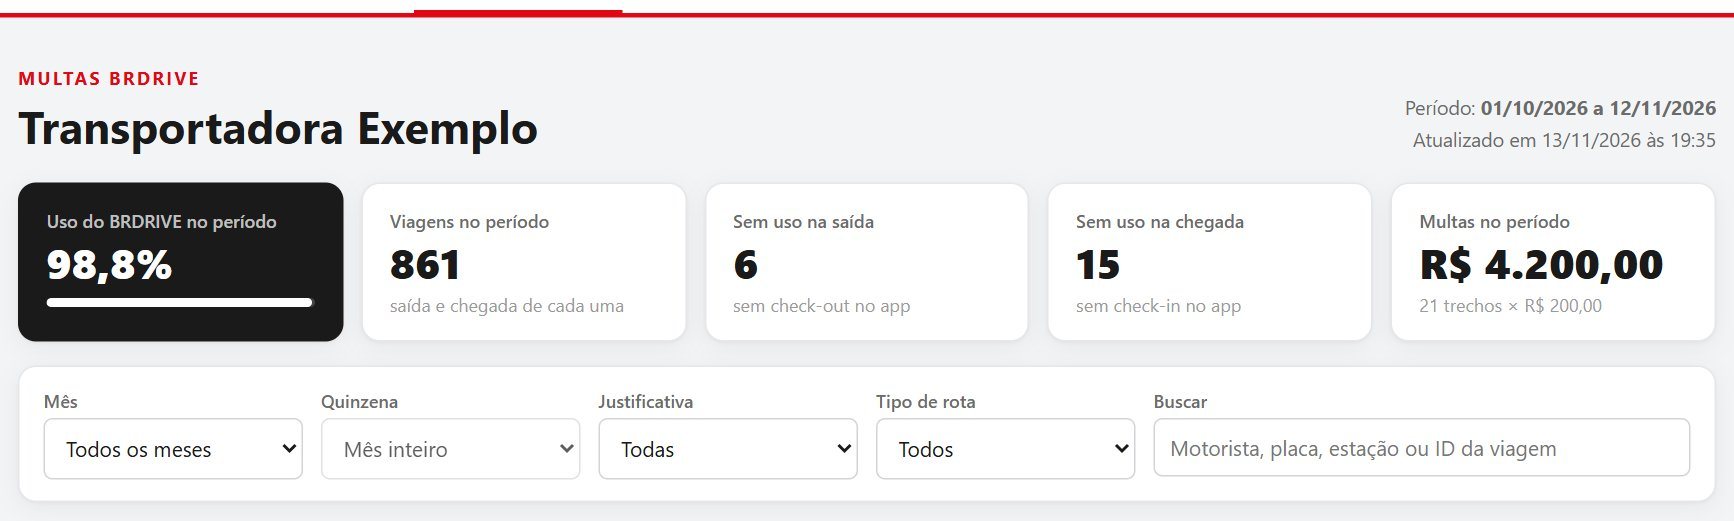 MULTAS BRDRIVE
Transportadora Exemplo
Período: 01/10/2026 a 12/11/2026
Atualizado em 13/11/2026 às 19:35
Uso do BRDRIVE no período
98,8%
Viagens no período
861
saída e chegada de cada uma
Sem uso na saída
6
sem check-out no app
Sem uso na chegada
15
sem check-in no app
Multas no período
R$ 4.200,00
21 trechos × R$ 200,00
Mês
Todos os meses
Quinzena
Mês inteiro
Justificativa
Todas
Tipo de rota
Todos
Buscar
Motorista, placa, estação ou ID da viagem